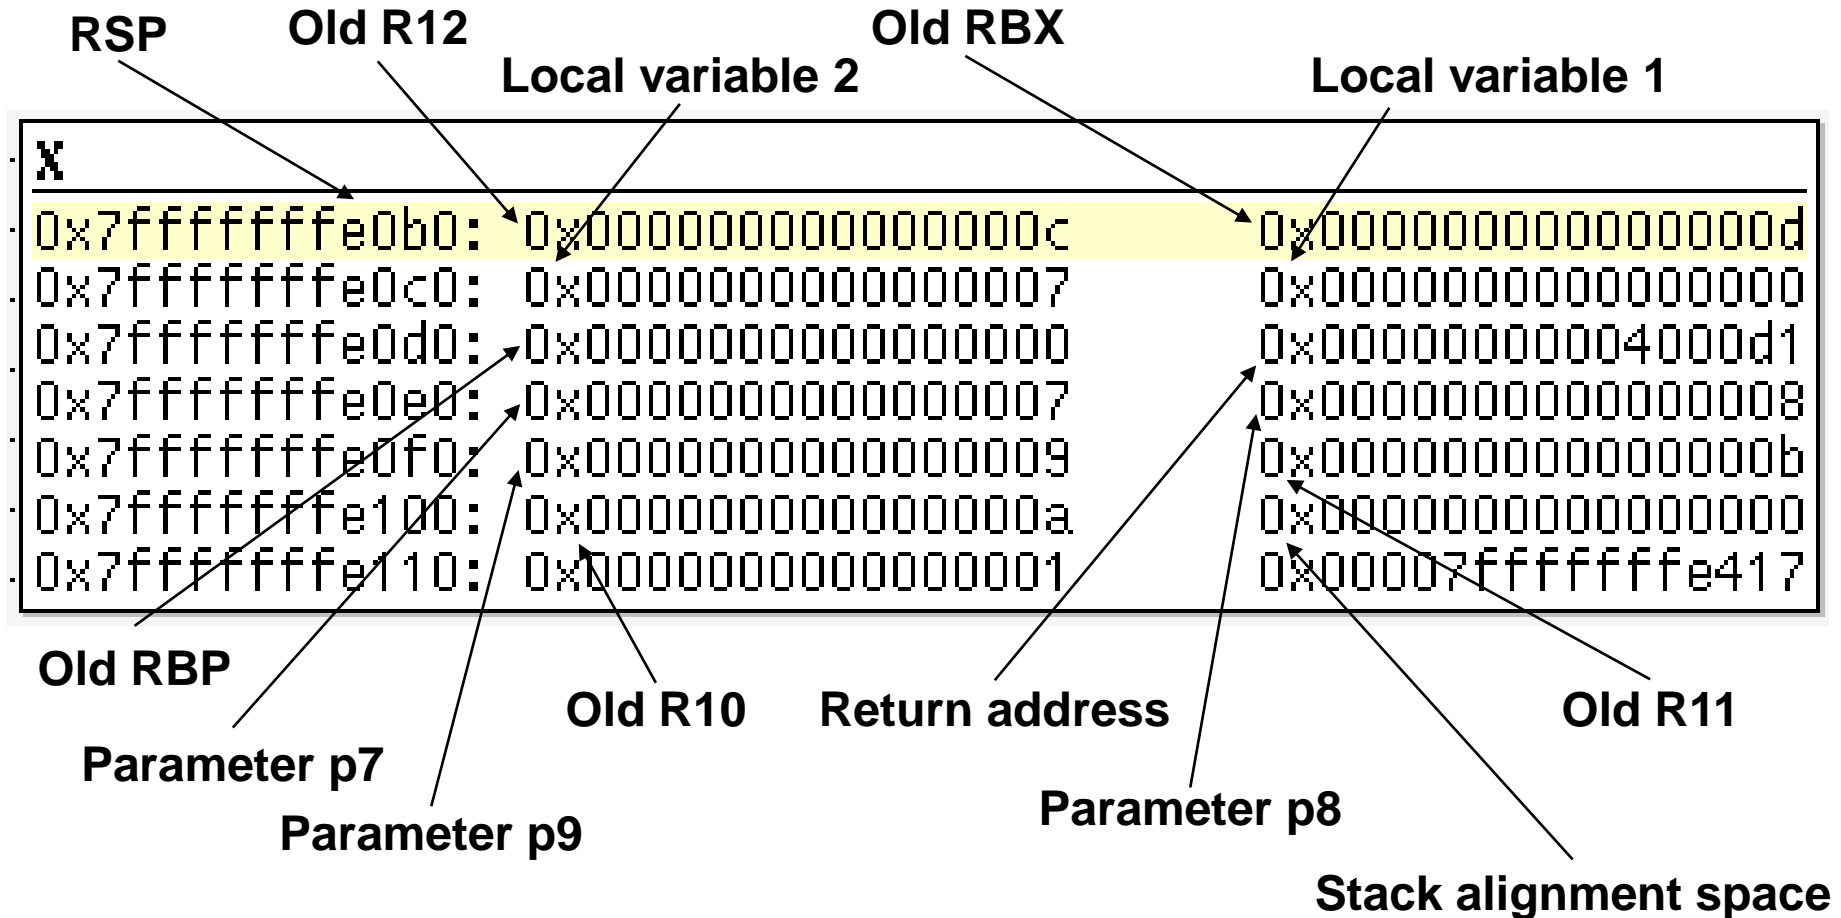 RSP
Old R12
Old RBX
Local variable 2
Local variable 1
X
0x7fffffffe0b0: 0x000000000000000c 0x000000000000000d
0x7fffffffe0c0: 0x0000000000000007 0x0000000000000000
0x7fffffffe0d0: 0x0000000000000000 0x00000000004000d1
0x7fffffffe0e0: 0x0000000000000007 0x0000000000000008
0x7fffffffe0f0: 0x0000000000000009 0x000000000000000b
0x7fffffffe100: 0x000000000000000a 0x0000000000000000
0x7fffffffe110: 0x0000000000000001 0x00007fffffffe417
Old RBP
Old R10
Return address
Old R11
Parameter p7
Parameter p8
Parameter p9
Stack alignment space